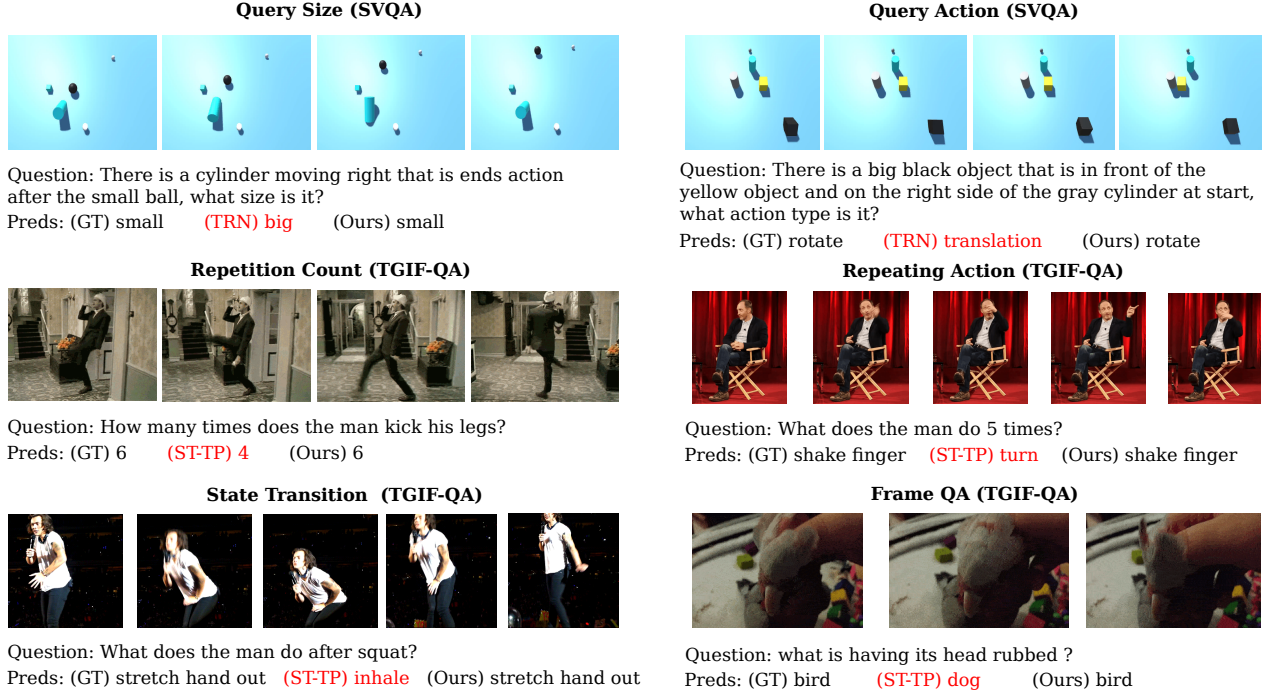 Query Size (SVQA)
Question: There is a cylinder moving right that is ends action
after the small ball, what size is it?
Preds: (GT) small (TRN) big (Ours) small
Query Action (SVQA)
Question: There is a big black object that is in front of the
yellow object and on the right side of the gray cylinder at start,
what action type is it?
Preds: (GT) rotate (TRN) translation (Ours) rotate
Repetition Count (TGIF-QA)
Question: How many times does the man kick his legs?
Preds: (GT) 6 (ST-TP) 4 (Ours) 6
Repeating Action (TGIF-QA)
Question: What does the man do 5 times?
Preds: (GT) shake finger (ST-TP) turn (Ours) shake finger
State Transition (TGIF-QA)
Question: What does the man do after squat?
Preds: (GT) stretch hand out (ST-TP) inhale (Ours) stretch hand out
Frame QA (TGIF-QA)
Question: what is having its head rubbed ?
Preds: (GT) bird (ST-TP) dog (Ours) bird